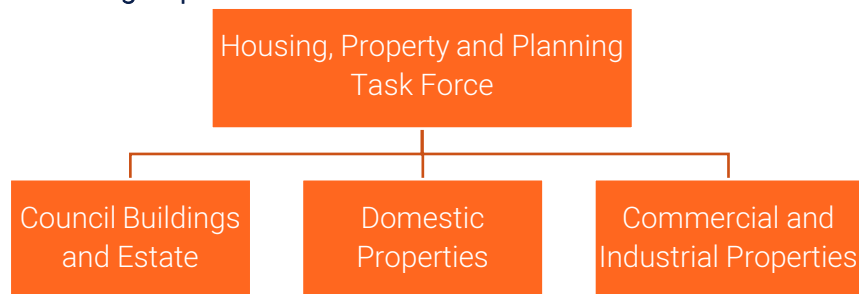 Housing, Property and Planning
Task Force
Council Buildings
and Estate
Domestic
Properties
Commercial and
Industrial Properties